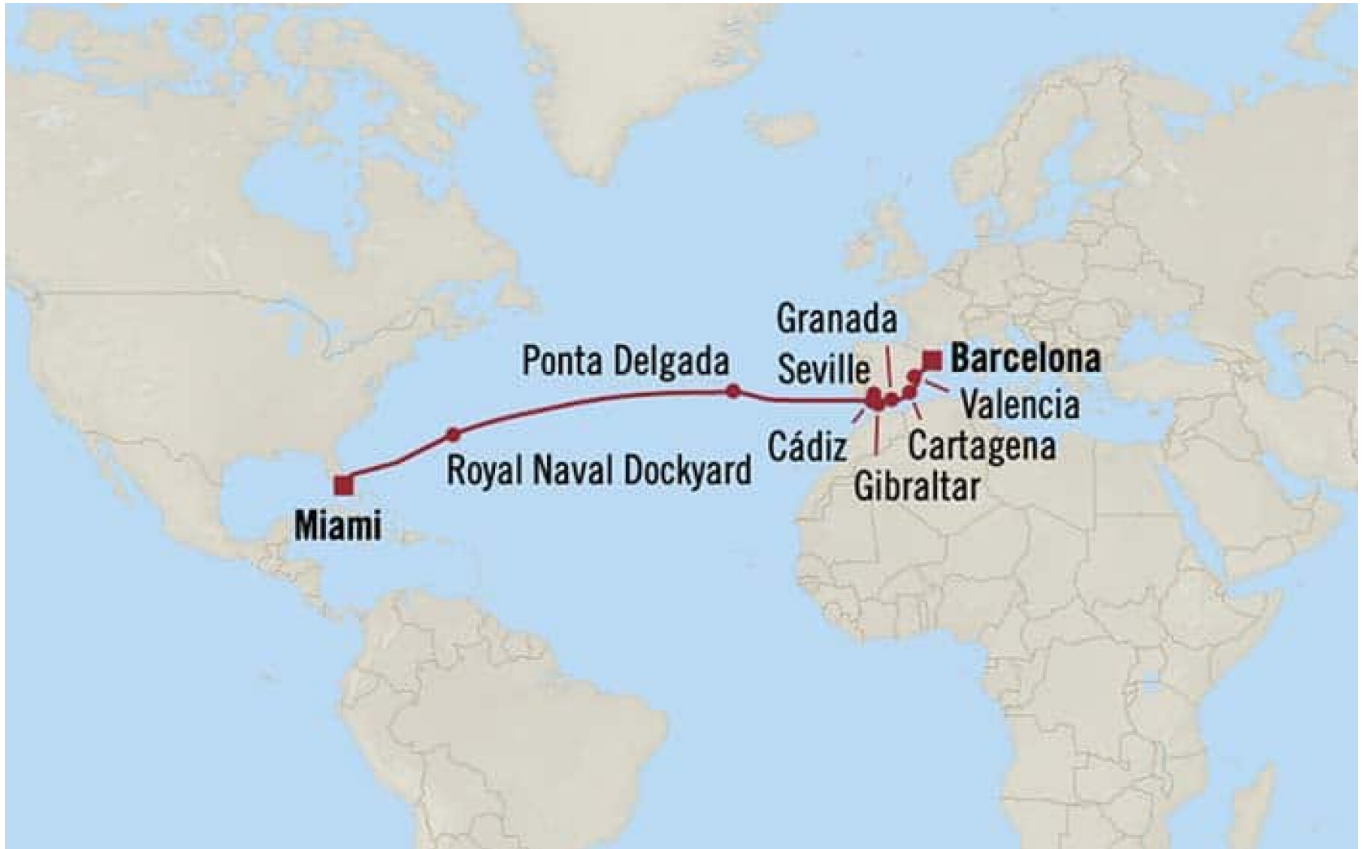 Granada
Ponta Delgada
Seville
Barcelona
Valencia
Cádiz
Cartagena
Royal Naval Dockyard
Gibraltar
Miami